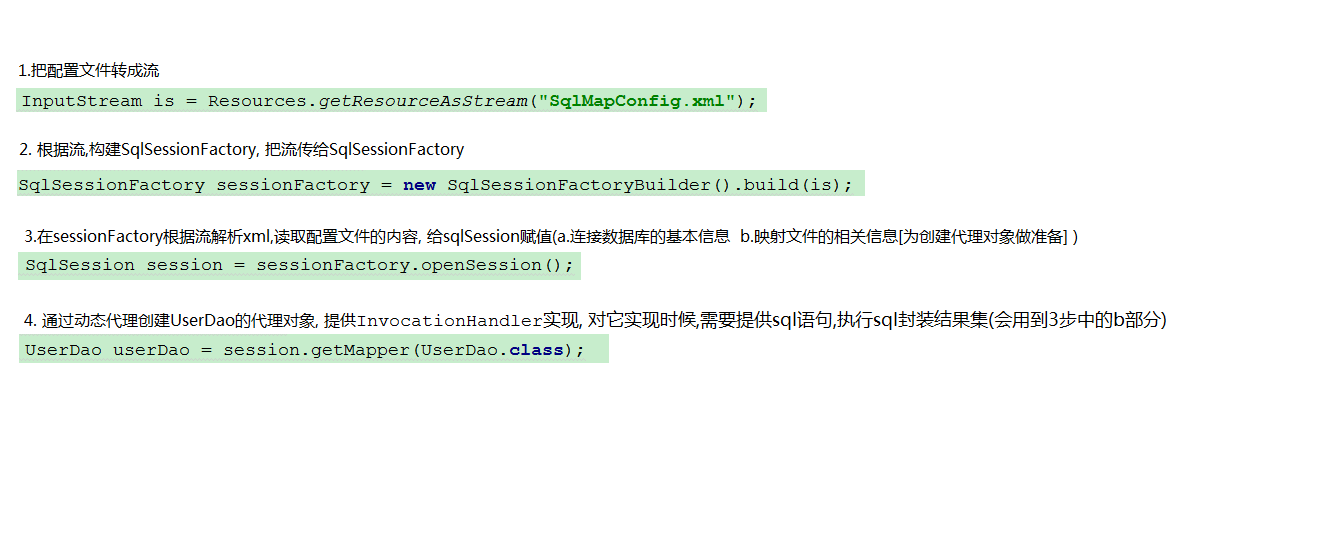 1.把配置文件转成流
InputStream is = Resources.getResourceAsStream("SqlMapConfig.xml");
2. 根据流,构建SqlSessionFactory, 把流传给SqlSessionFactory
SqlSessionFactory sessionFactory = new SqlSessionFactoryBuilder().build(is);
3.在sessionFactory根据流解析xml,读取配置文件的内容, 给sqlSession赋值(a.连接数据库的基本信息  b.映射文件的相关信息[为创建代理对象做准备] )
SqlSession session = sessionFactory.openSession();
4. 通过动态代理创建UserDao的代理对象, 提供InvocationHandler实现, 对它实现时候,需要提供sql语句,执行sql封装结果集(会用到3步中的b部分)
UserDao userDao = session.getMapper(UserDao.class);